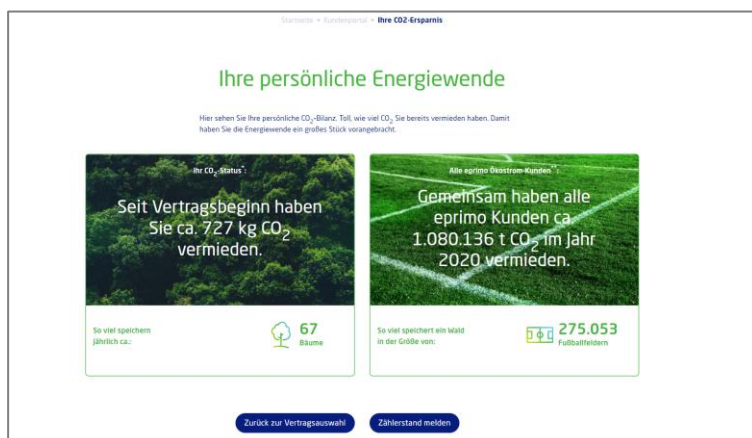 Startseite • Kundenportal • Ihre CO2-Ersparnis
Ihre persönliche Energiewende
Hier sehen Sie Ihre persönliche CO₂-Bilanz. Toll, wie viel CO₂ Sie bereits vermieden haben. Damit
haben Sie die Energiewende ein großes Stück vorangebracht.
Ihr CO₂-Status*:
Seit Vertragsbeginn haben
Sie ca. 727 kg CO₂
vermieden.
So viel speichern
jährlich ca.:
67
Bäume
Alle eprimo Ökostrom-Kunden**:
Gemeinsam haben alle
eprimo Kunden ca.
1.080.136 t CO₂ im Jahr
2020 vermieden.
So viel speichert ein Wald
in der Größe von:
275.053
Fußballfeldern
Zurück zur Vertragsauswahl
Zählerstand melden